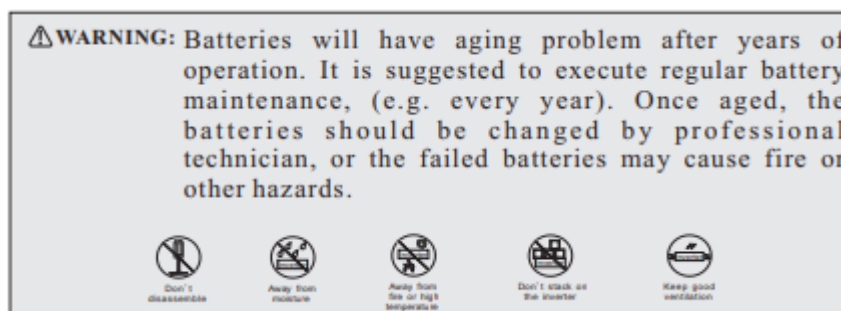 WARNING: Batteries will have aging problem after years of
operation. It is suggested to execute regular battery
maintenance, (e.g. every year). Once aged, the
batteries should be changed by professional
technician, or the failed batteries may cause fire or
other hazards.
Don't
disassemble
Away from
moisture
Away from
fire or high
temperature
Don't stack on
the inverter
Keep good
ventilation